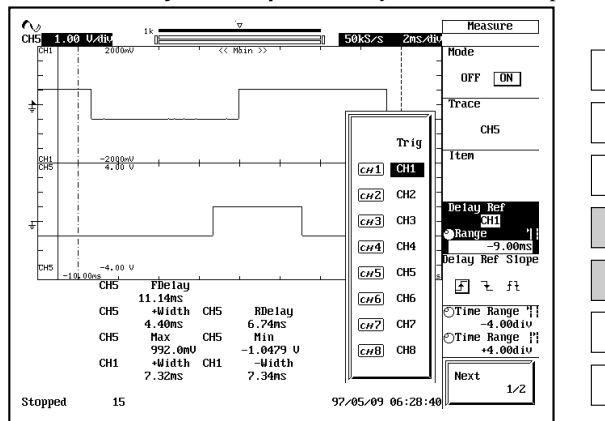 CH5 1.00 V/div
1k
50kS/s 2ms/div
CH1 2000mV
<< Main >>
CH1 -2000mV
CH5 4.00 V
CH5 -4.00 V
-10.00ms
CH5 FDelay
11.14ms
CH5 +Width CH5 RDelay
4.40ms 6.74ms
CH5 Max CH5 Min
992.0mV -1.0479 V
CH1 +Width CH1 -Width
7.32ms 7.34ms
Stopped 15
97/05/09 06:28:40
Trig
CH1 CH1
CH2 CH2
CH3 CH3
CH4 CH4
CH5 CH5
CH6 CH6
CH7 CH7
CH8 CH8
Measure
Mode
OFF ON
Trace
CH5
Item
Delay Ref
CH1
Range
-9.00ms
Delay Ref Slope
Time Range
-4.00div
Time Range
+4.00div
Next
1/2